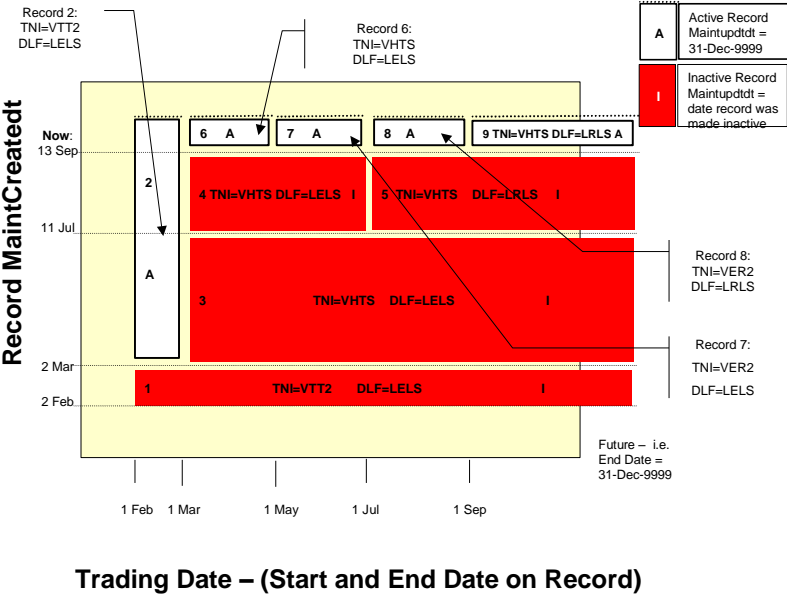 Record 2:
TNI=VTT2
DLF=LELS
Record 6:
TNI=VHTS
DLF=LELS
A
Active Record
Maintupdtdt =
31-Dec-9999
I
Inactive Record
Maintupdtdt =
date record was
made inactive
Record MaintCreatedt
Now:
13 Sep
11 Jul
2 Mar
2 Feb
6 A
7 A
8 A
9 TNI=VHTS DLF=LRLS A
2
A
4 TNI=VHTS DLF=LELS I
5 TNI=VHTS DLF=LRLS I
3 TNI=VHTS DLF=LELS I
1 TNI=VTT2 DLF=LELS I
Record 8:
TNI=VER2
DLF=LRLS
Record 7:
TNI=VER2
DLF=LELS
Future – i.e.
End Date =
31-Dec-9999
1 Feb 1 Mar 1 May 1 Jul 1 Sep
Trading Date – (Start and End Date on Record)